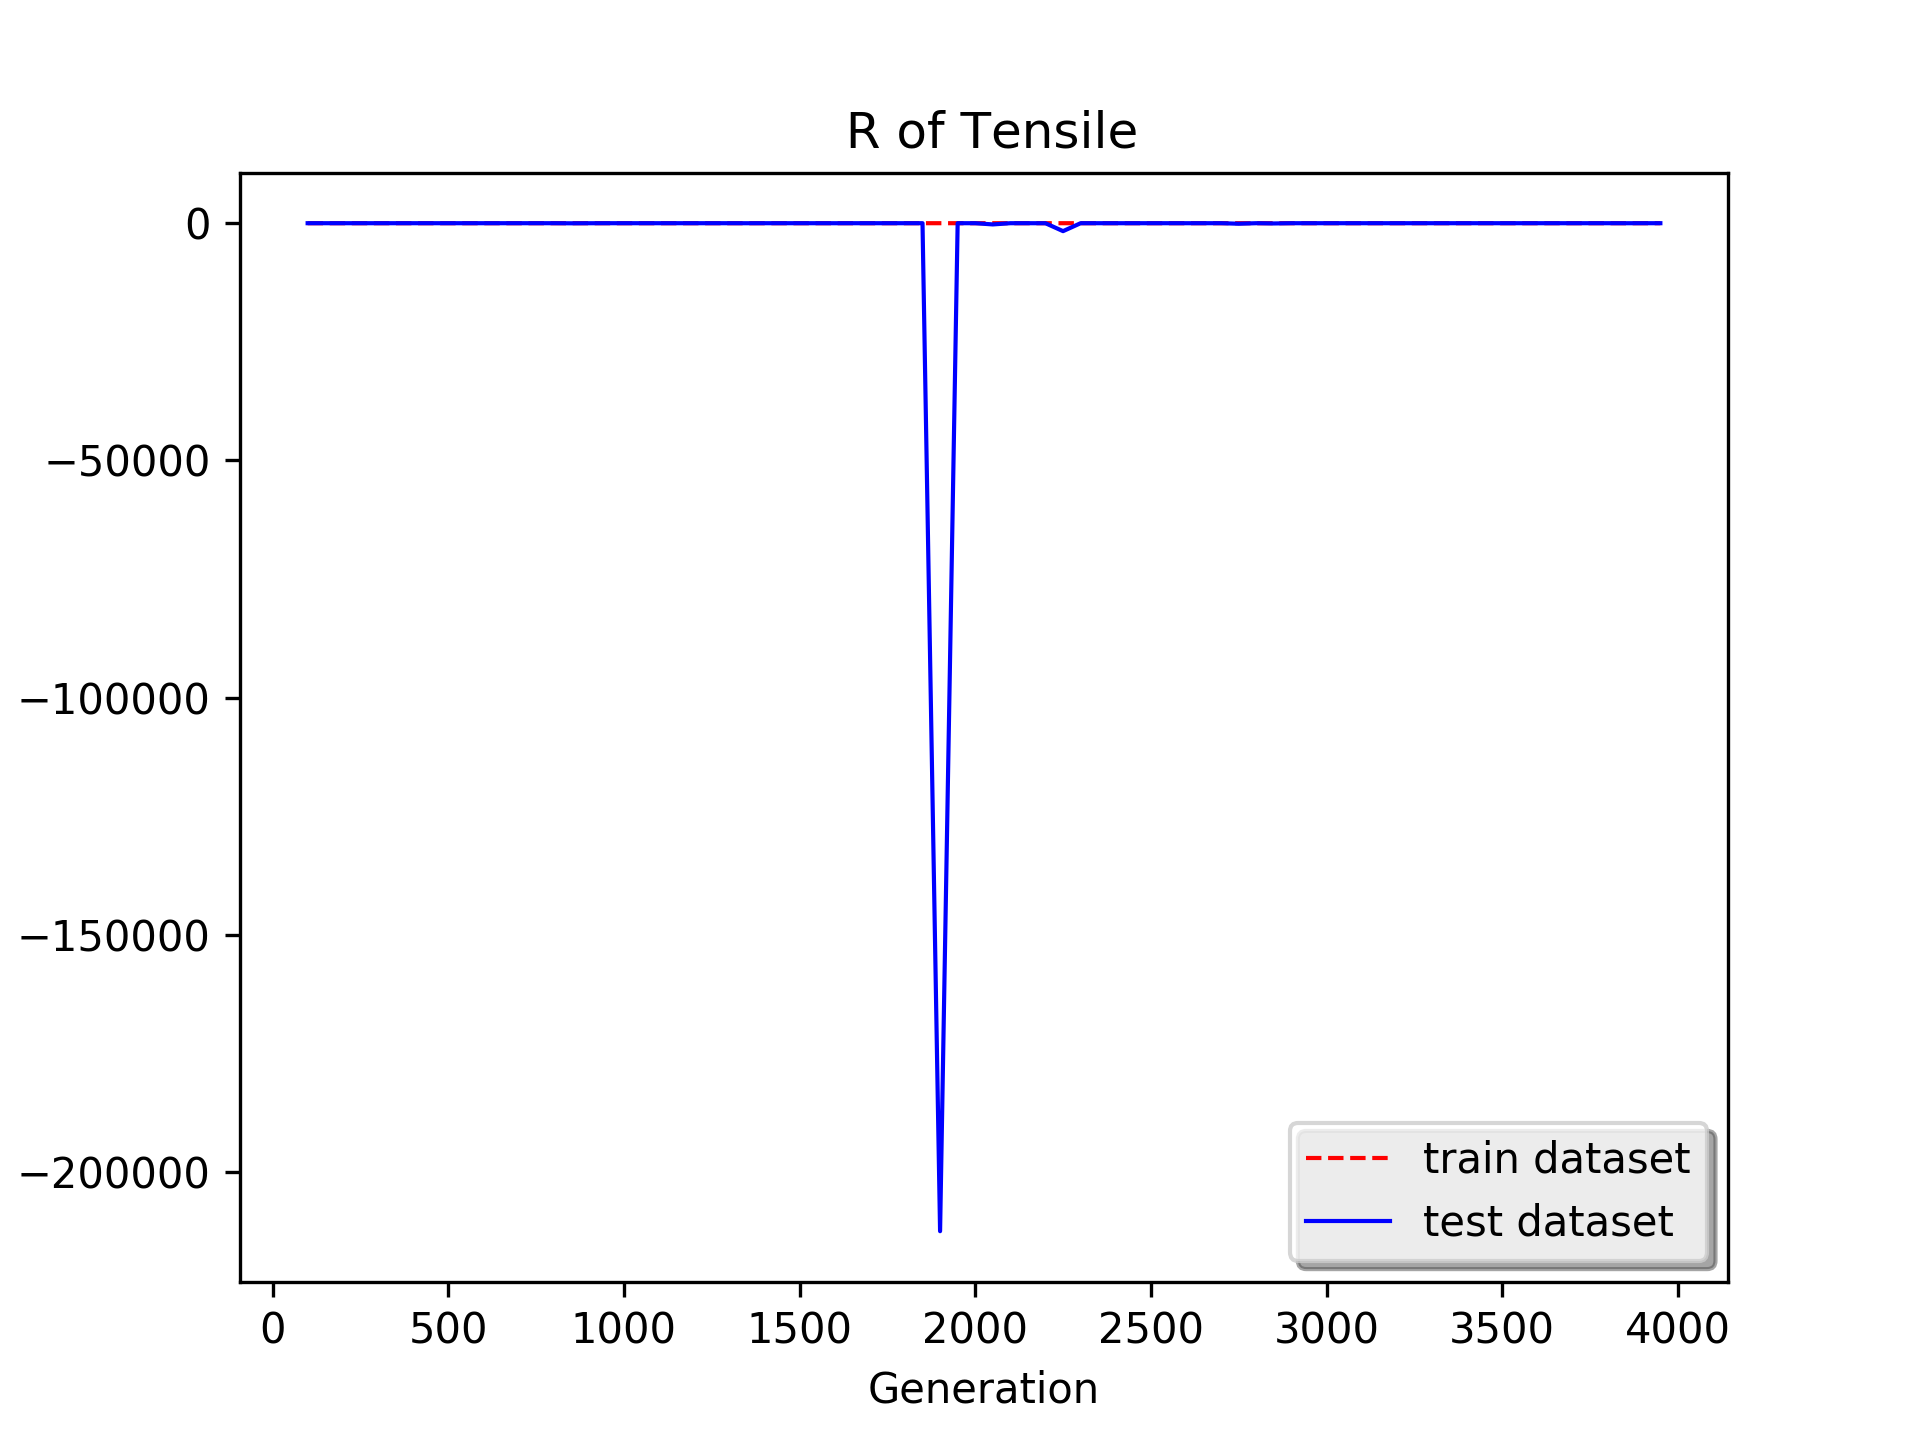 R of Tensile
0
−50000
−100000
−150000
−200000
train dataset
test dataset
0 500 1000 1500 2000 2500 3000 3500 4000
Generation